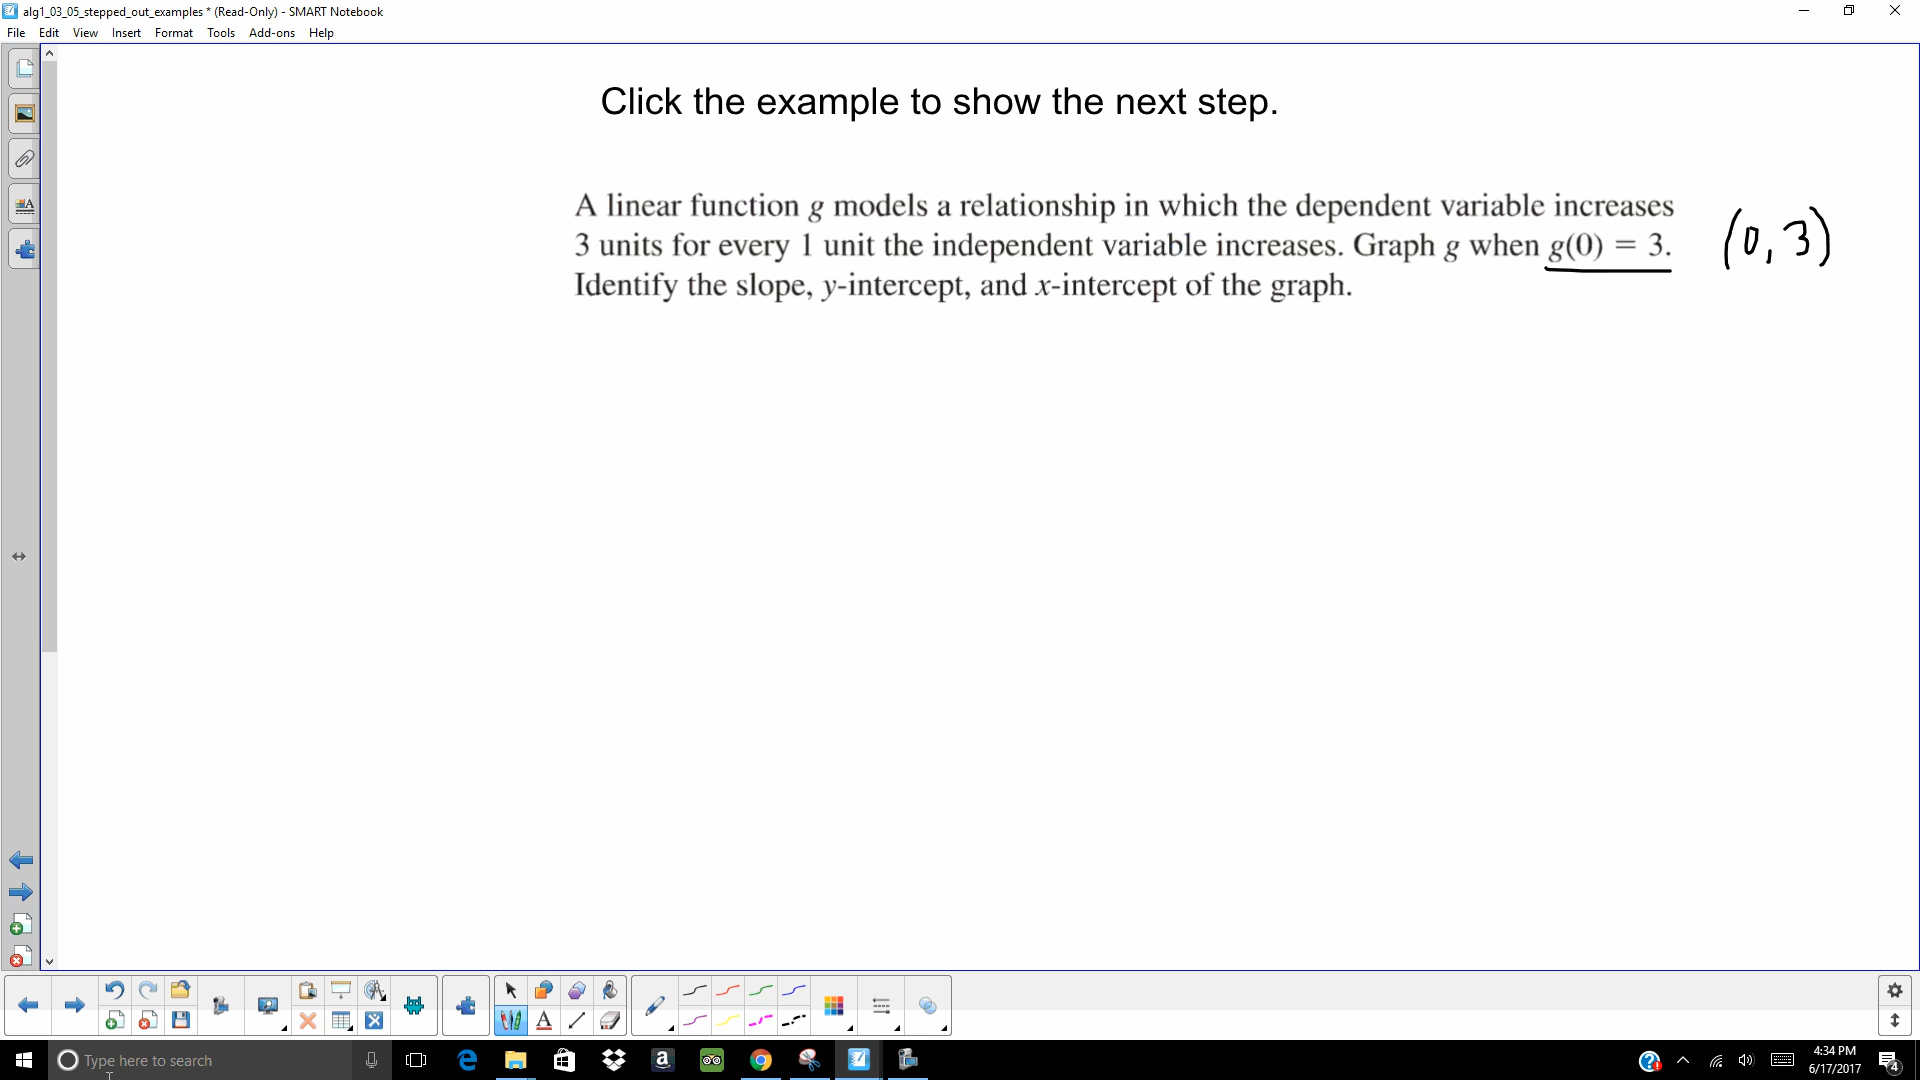 alg1_03_05_stepped_out_examples * (Read-Only) - SMART Notebook
File Edit View Insert Format Tools Add-ons Help
Click the example to show the next step.
A linear function g models a relationship in which the dependent variable increases
3 units for every 1 unit the independent variable increases. Graph g when g(0) = 3.
(0, 3)
Identify the slope, y-intercept, and x-intercept of the graph.
Type here to search
4:34 PM
6/17/2017
4